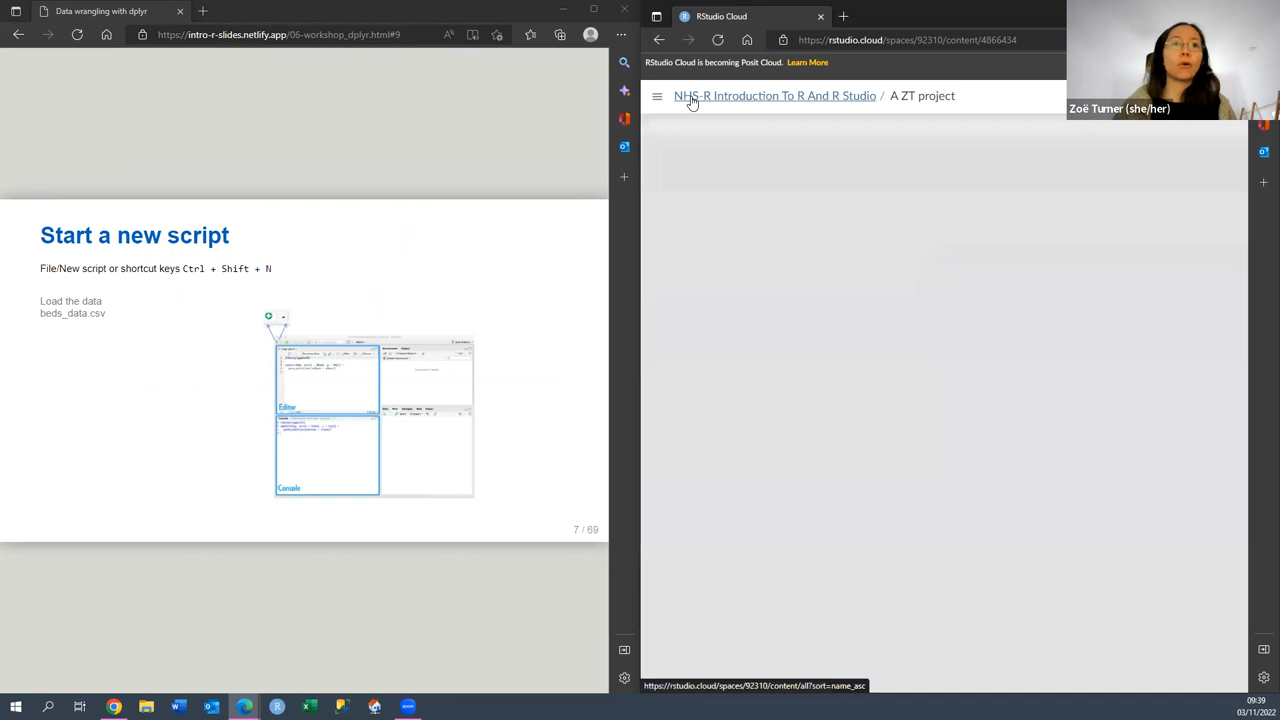 Data wrangling with dplyr
https://intro-r-slides.netlify.app/06-workshop_dplyr.html#9
RStudio Cloud
https://rstudio.cloud/spaces/92310/content/4866434
RStudio Cloud is becoming Posit Cloud. Learn More
NHS-R Introduction To R And R Studio / A ZT project
Zoë Turner (she/her)
Start a new script
File/New script or shortcut keys Ctrl + Shift + N
Load the data
beds_data.csv
Editor
Console
7 / 69
https://rstudio.cloud/spaces/92310/content/all?sort=name_asc
09:39
03/11/2022